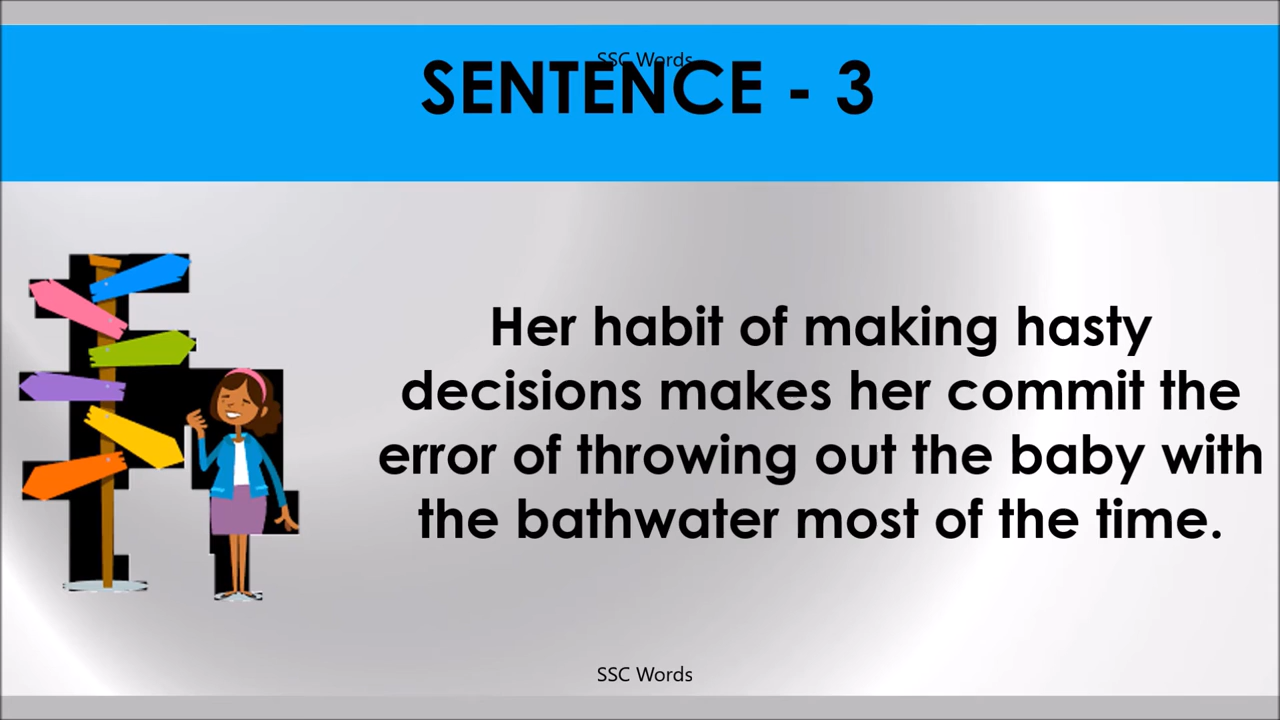 SSC Words
SENTENCE - 3
Her habit of making hasty
decisions makes her commit the
error of throwing out the baby with
the bathwater most of the time.
SSC Words